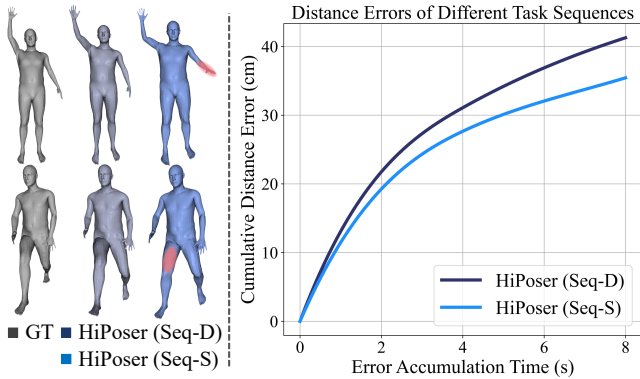 GT
HiPoser (Seq-D)
HiPoser (Seq-S)
Distance Errors of Different Task Sequences
Cumulative Distance Error (cm)
40
30
20
10
0
0 2 4 6 8
Error Accumulation Time (s)
HiPoser (Seq-D)
HiPoser (Seq-S)